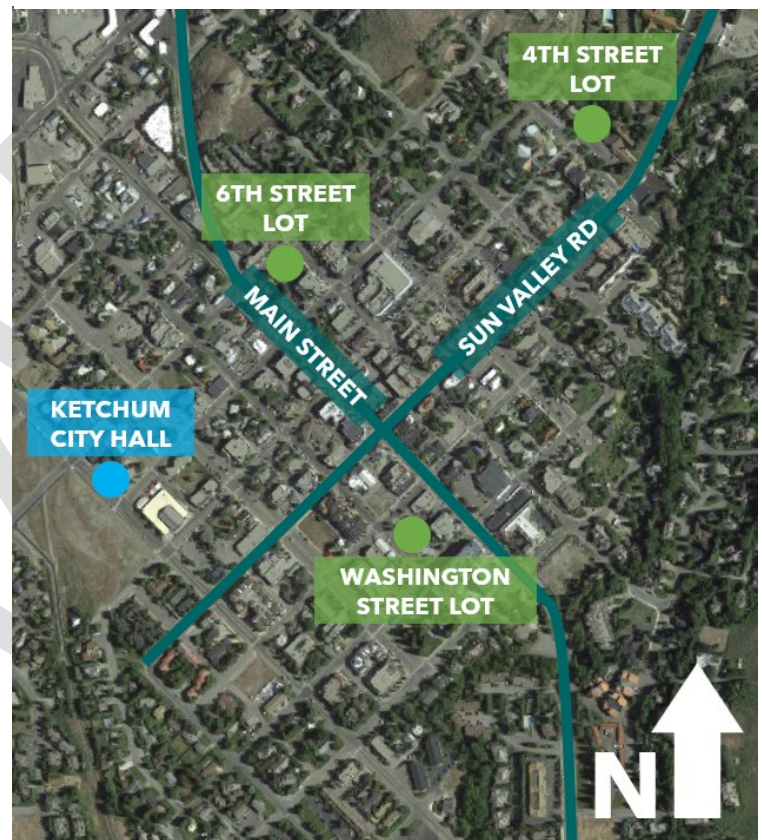 4TH STREET
LOT
6TH STREET
LOT
MAIN STREET
SUN VALLEY RD
KETCHUM
CITY HALL
WASHINGTON
STREET LOT
N